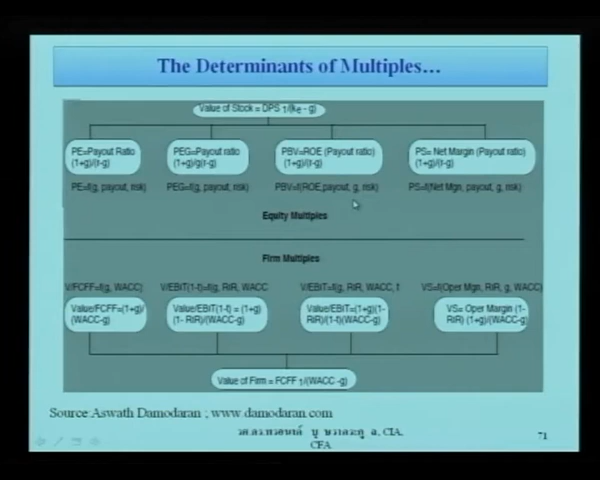 The Determinants of Multiples…
Value of Stock = DPS 1/(ke - g)
PE=Payout Ratio
(1+g)/(r-g)
PEG=Payout ratio
(1+g)/g(r-g)
PBV=ROE (Payout ratio)
(1+g)/(r-g)
PS= Net Margin (Payout ratio)
(1+g)/(r-g)
PE=f(g, payout, risk)
PEG=f(g, payout, risk)
PBV=f(ROE,payout, g, risk)
PS=f(Net Mgn, payout, g, risk)
Equity Multiples
Firm Multiples
V/FCFF=f(g, WACC)
V/EBIT(1-t)=f(g, RIR, WACC
V/EBIT=f(g, RIR, WACC, t
VS=f(Oper Mgn, RIR, g, WACC)
Value/FCFF=(1+g)/
(WACC-g)
Value/EBIT(1-t) = (1+g)
(1- RIR)/(WACC-g)
Value/EBIT=(1+g)(1-
RIR)/(1-t)(WACC-g)
VS= Oper Margin (1-
RIR) (1+g)/(WACC-g)
Value of Firm = FCFF 1/(WACC -g)
Source:Aswath Damodaran ; www.damodaran.com
CIA,
CFA
71